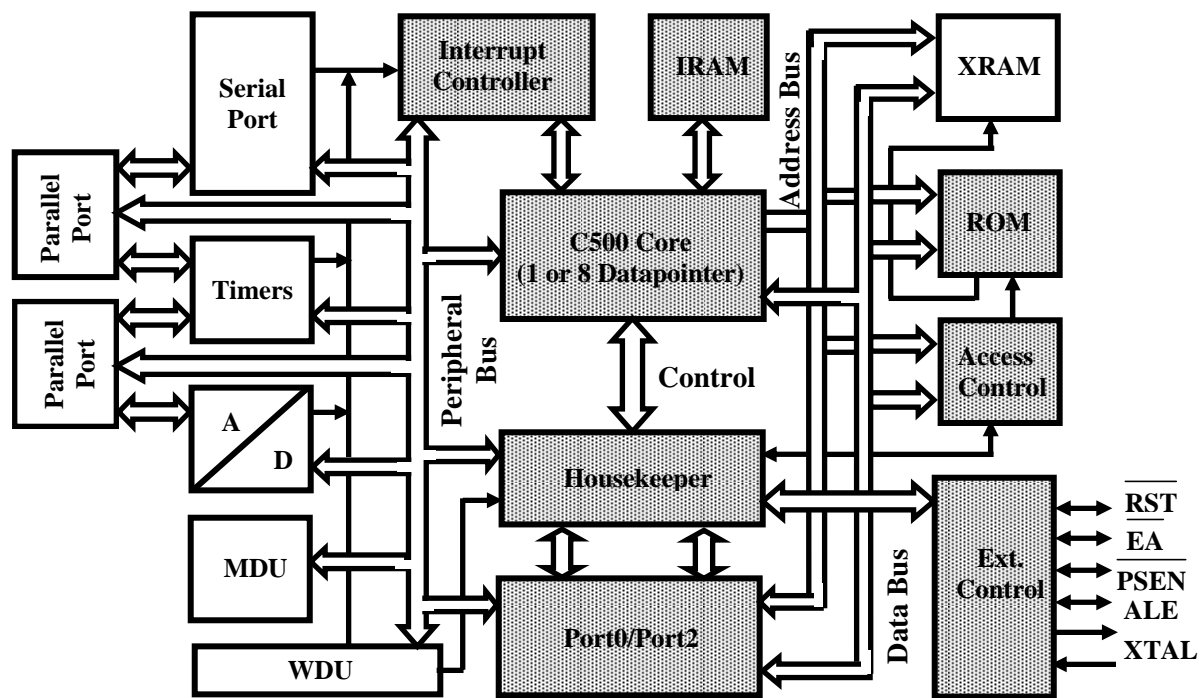 Interrupt
Controller
IRAM
XRAM
Serial
Port
Address Bus
Parallel
Port
ROM
C500 Core
(1 or 8 Datapointer)
Timers
Peripheral
Bus
Parallel
Port
Control
Access
Control
A
D
Housekeeper
MDU
Data Bus
Ext.
Control
RST
EA
PSEN
ALE
XTAL
Port0/Port2
WDU